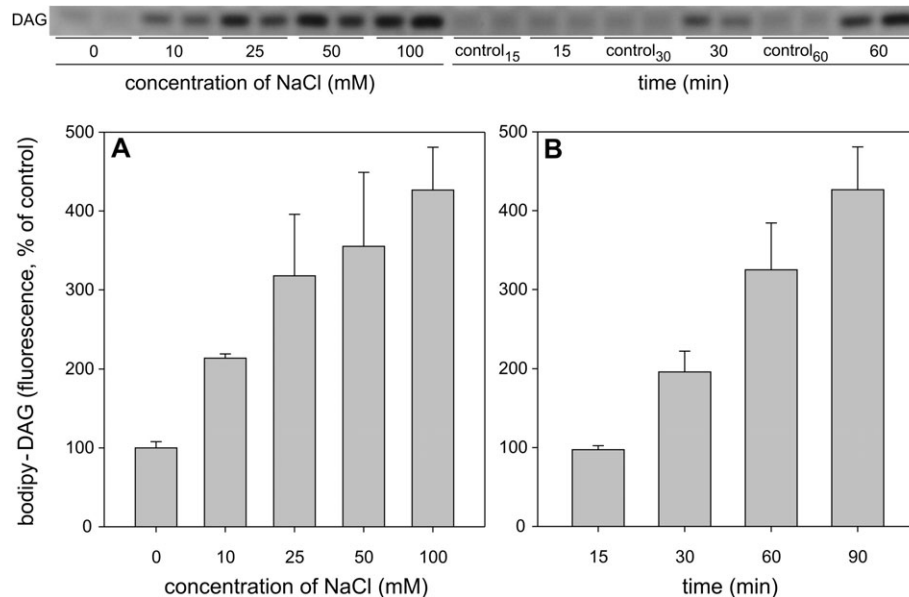 DAG
0 10 25 50 100 control15 15 control30 30 control60 60
concentration of NaCl (mM) time (min)
bodipy-DAG (fluorescence, % of control)
A
500
400
300
200
100
0
0 10 25 50 100
concentration of NaCl (mM)
B
500
400
300
200
100
0
15 30 60 90
time (min)